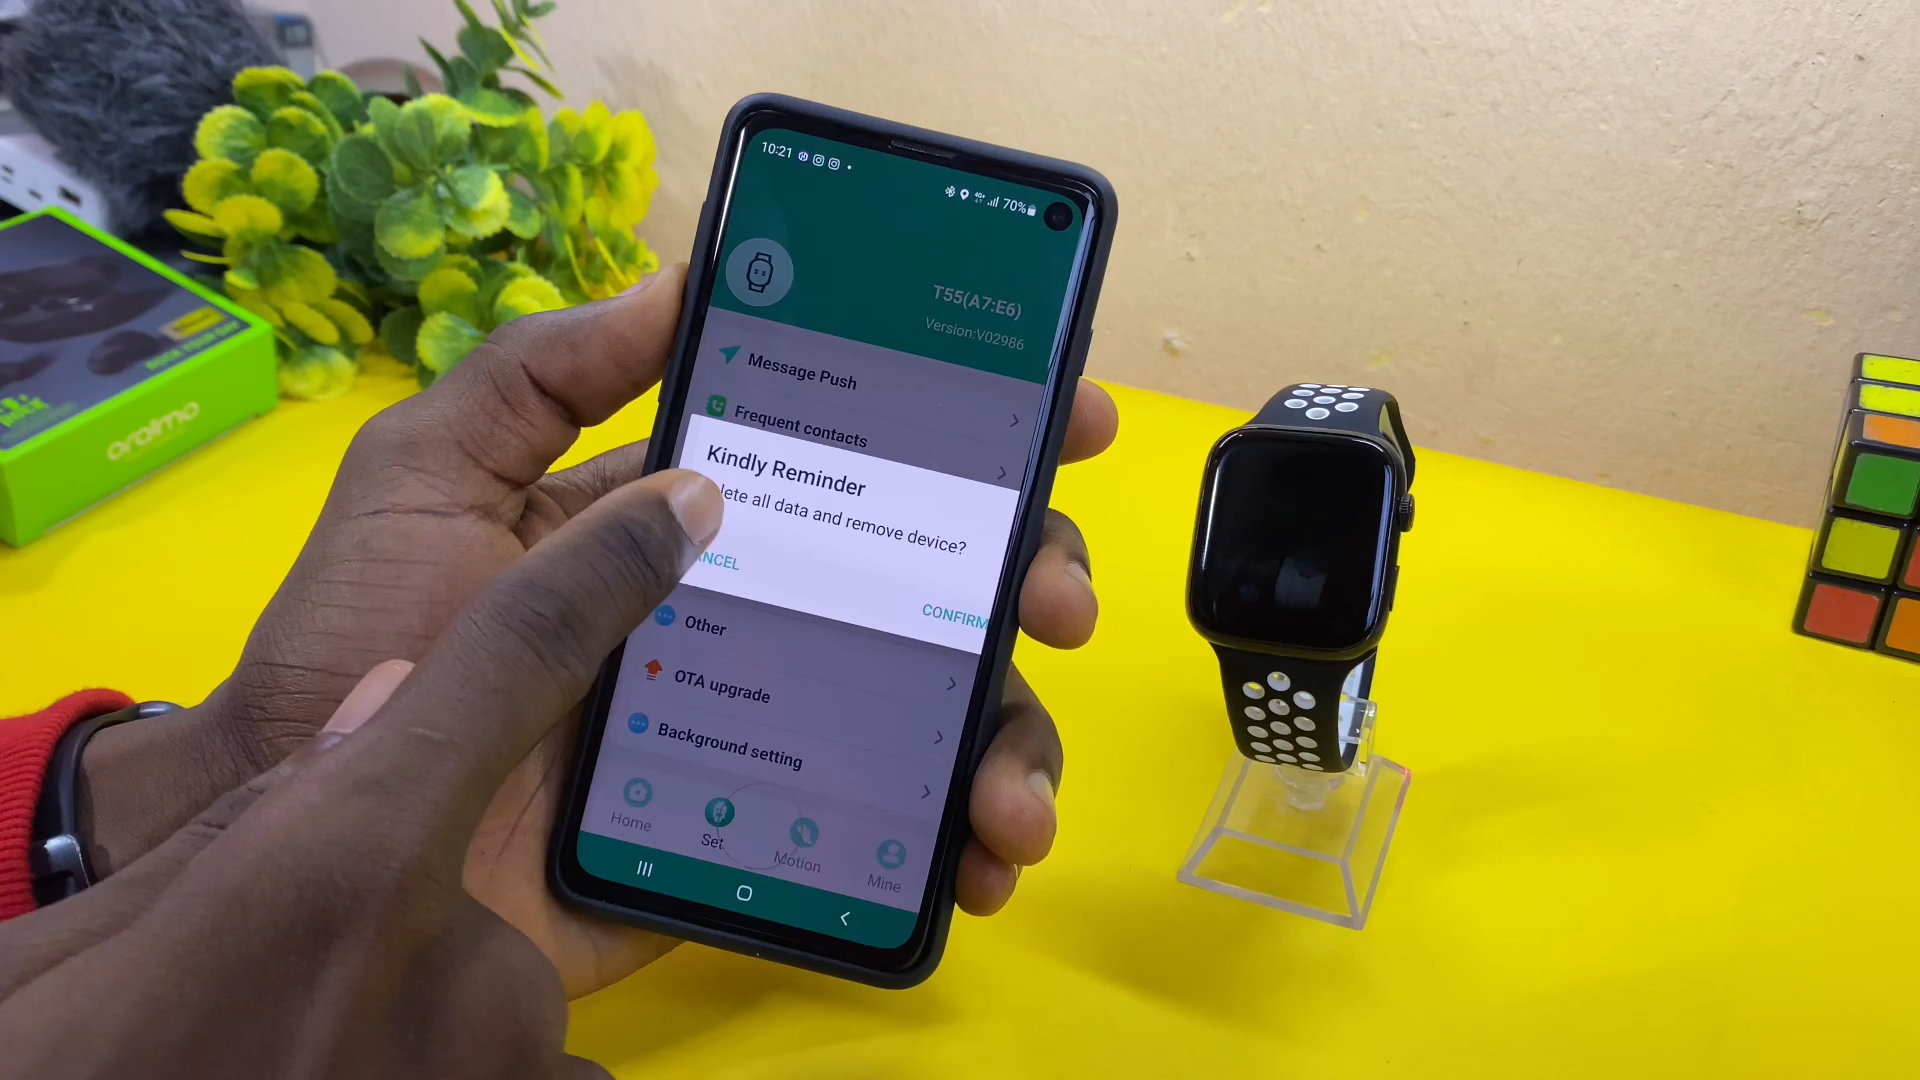 10:21
70%
T55(A7:E6)
Version:V02986
Message Push
Frequent contacts
Kindly Reminder
lete all data and remove device?
ANCEL
CONFIRM
Other
OTA upgrade
Background setting
Home
Set
Motion
Mine
oraimo